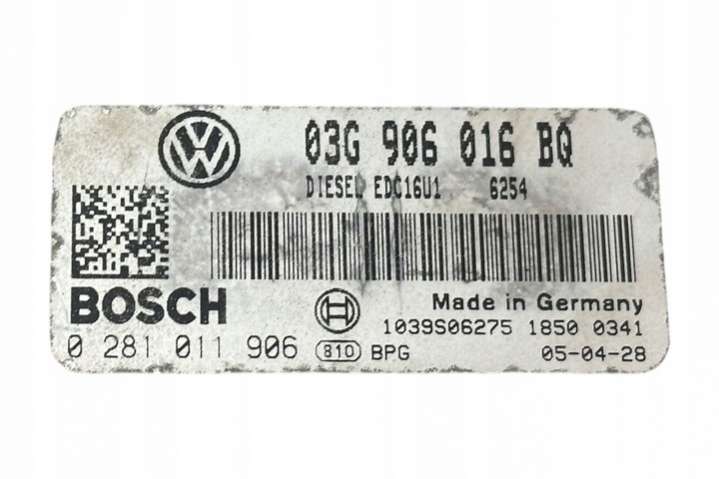 03G 906 016 BQ
DIESEL EDC16U1 6254
BOSCH
Made in Germany
1039S06275 1850 0341
0 281 011 906 810 BPG 05-04-28